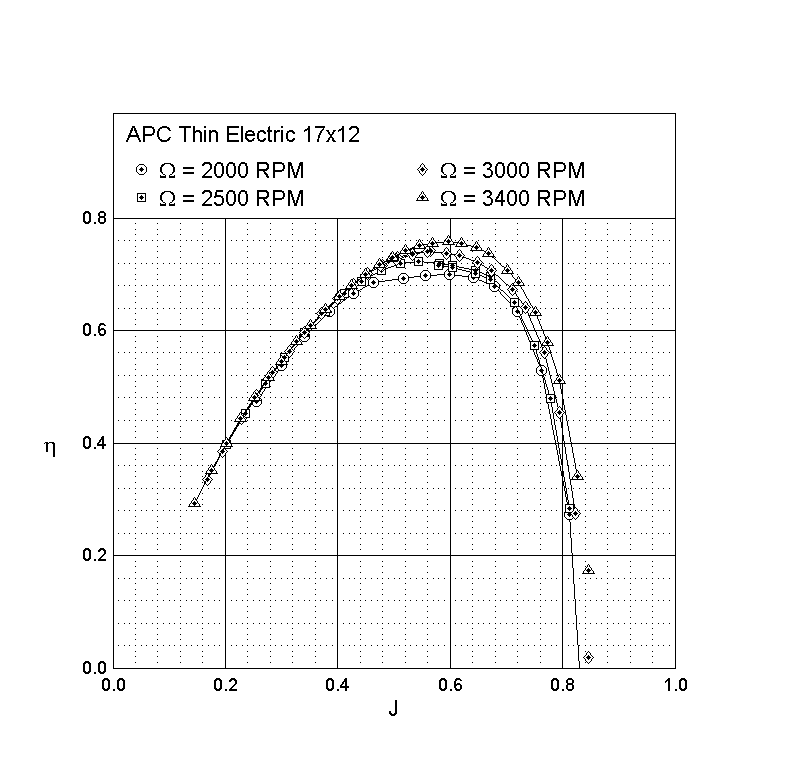 APC Thin Electric 17x12
Ω = 2000 RPM
Ω = 3000 RPM
Ω = 2500 RPM
Ω = 3400 RPM
0.8
0.6
0.4
η
0.2
0.0
0.0 0.2 0.4 0.6 0.8 1.0
J